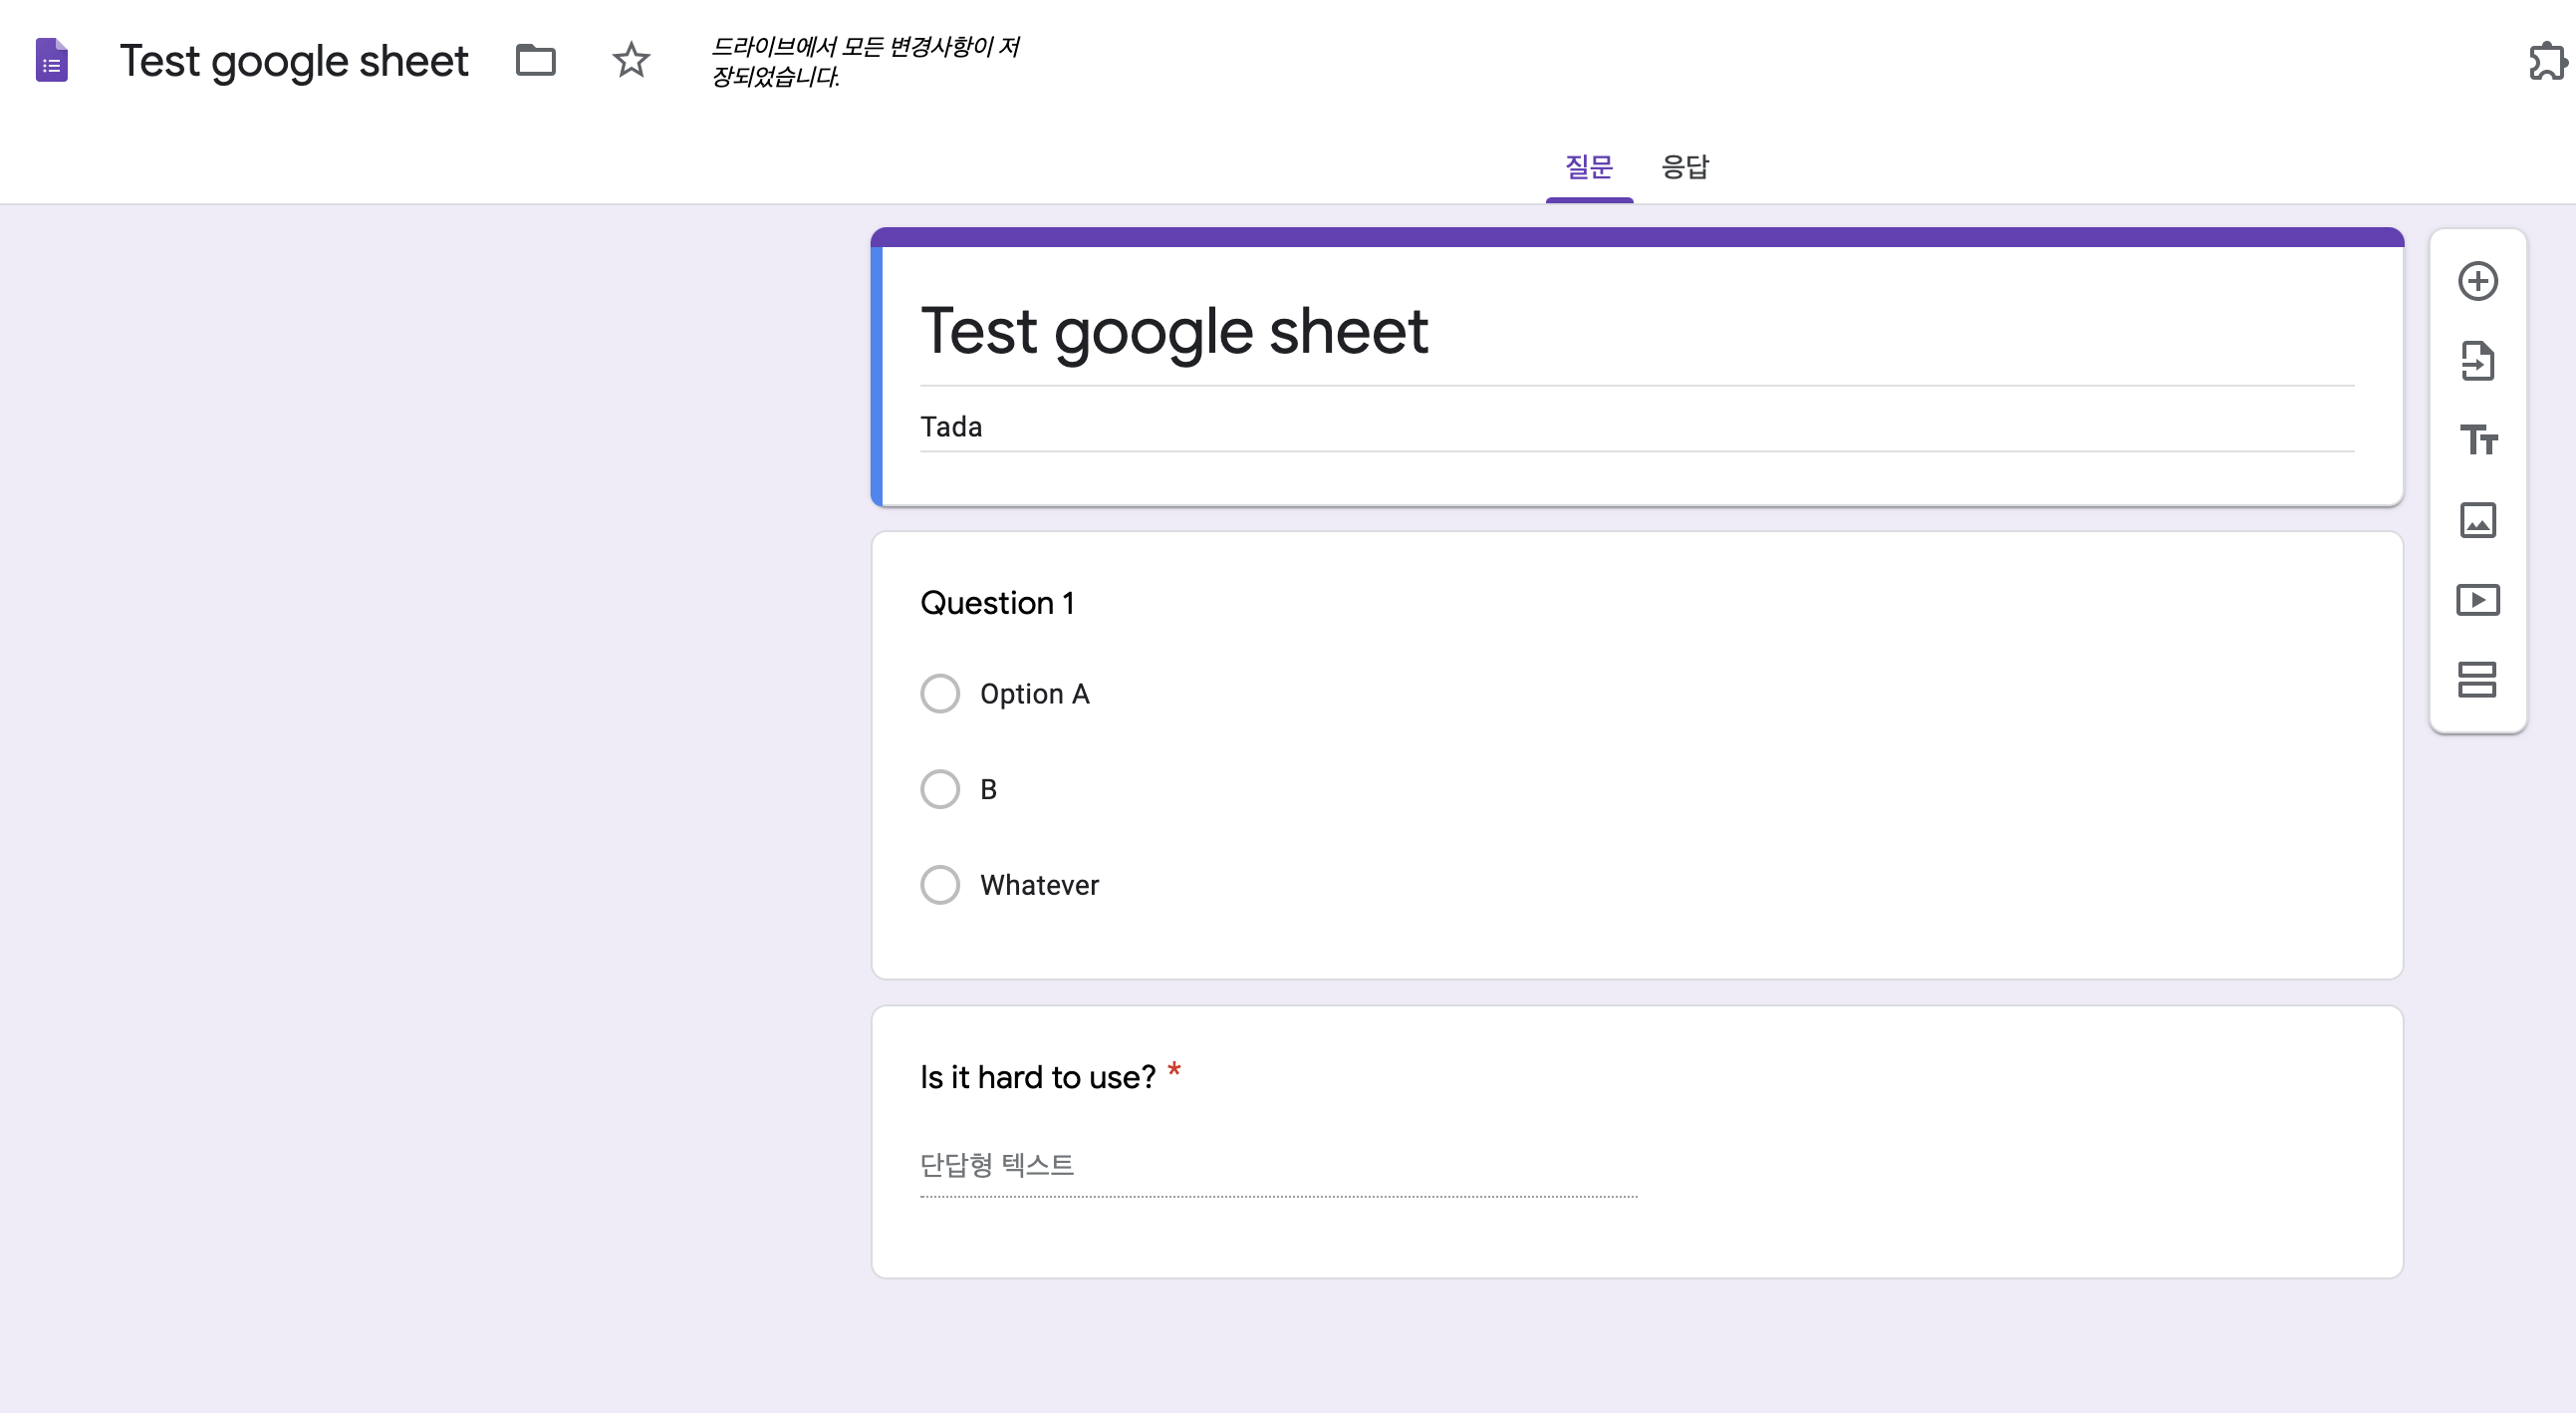 Test google sheet
드라이브에서 모든 변경사항이 저
장되었습니다.
질문 응답
Test google sheet
Tada
Question 1
Option A
B
Whatever
Is it hard to use? *
단답형 텍스트